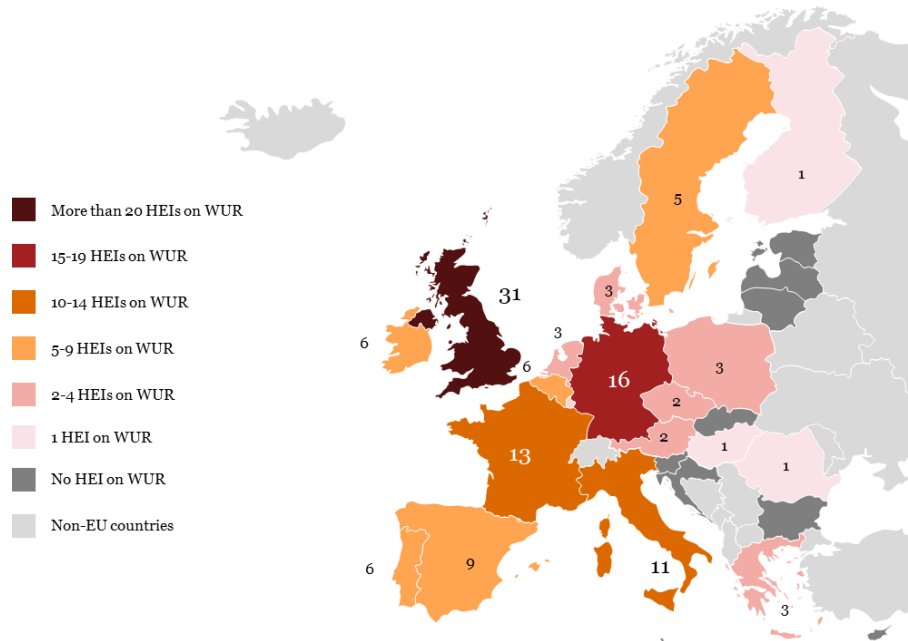 More than 20 HEIs on WUR
15-19 HEIs on WUR
10-14 HEIs on WUR
5-9 HEIs on WUR
2-4 HEIs on WUR
1 HEI on WUR
No HEI on WUR
Non-EU countries
1
5
31
3
3
6
6
16
3
2
2
13
1
1
6
9
11
3